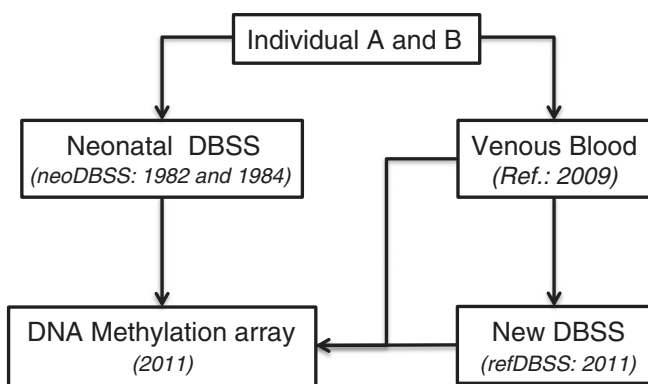 Individual A and B
Neonatal DBSS
(neoDBSS: 1982 and 1984)
Venous Blood
(Ref.: 2009)
DNA Methylation array
(2011)
New DBSS
(refDBSS: 2011)